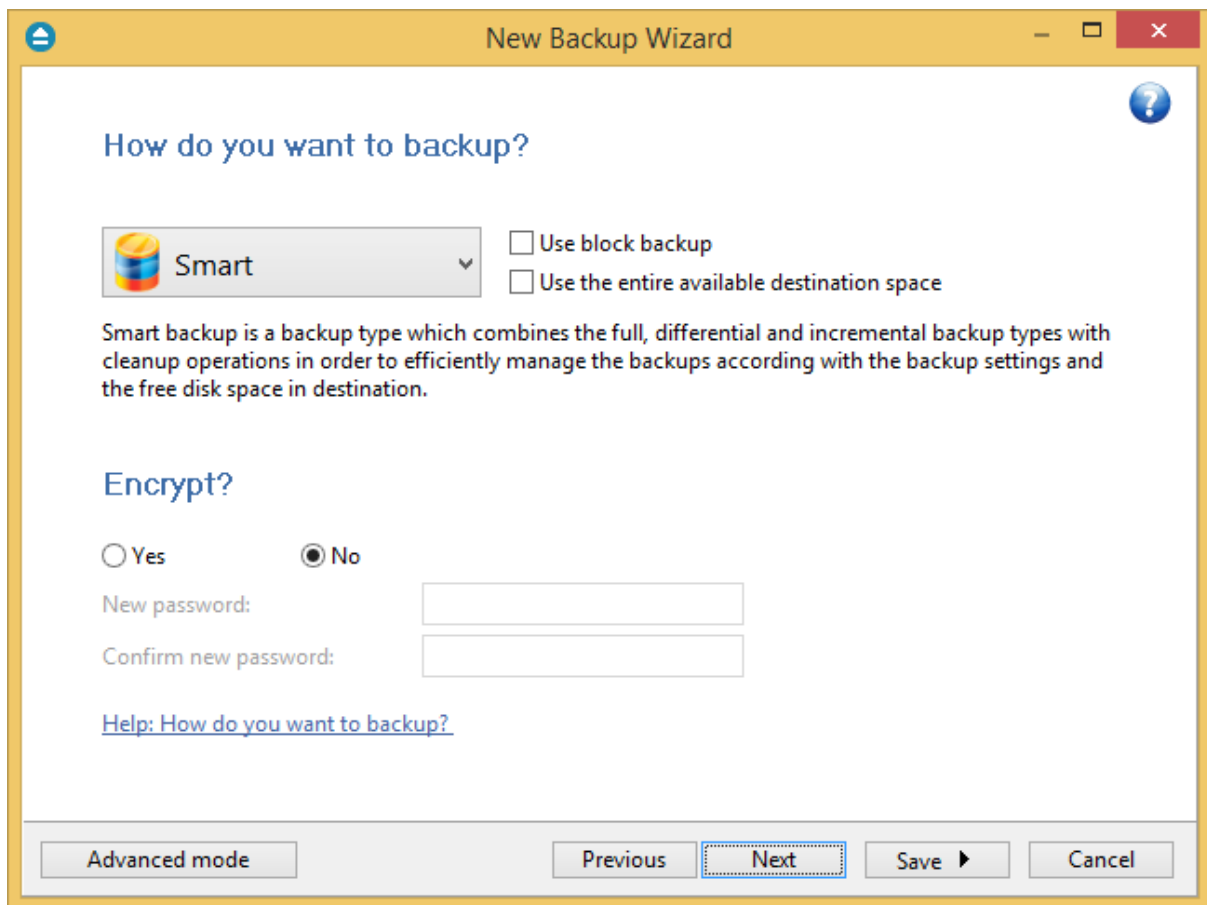 New Backup Wizard
How do you want to backup?
Smart
Use block backup
Use the entire available destination space
Smart backup is a backup type which combines the full, differential and incremental backup types with
cleanup operations in order to efficiently manage the backups according with the backup settings and
the free disk space in destination.
Encrypt?
Yes No
New password:
Confirm new password:
Help: How do you want to backup?
Advanced mode Previous Next Save Cancel